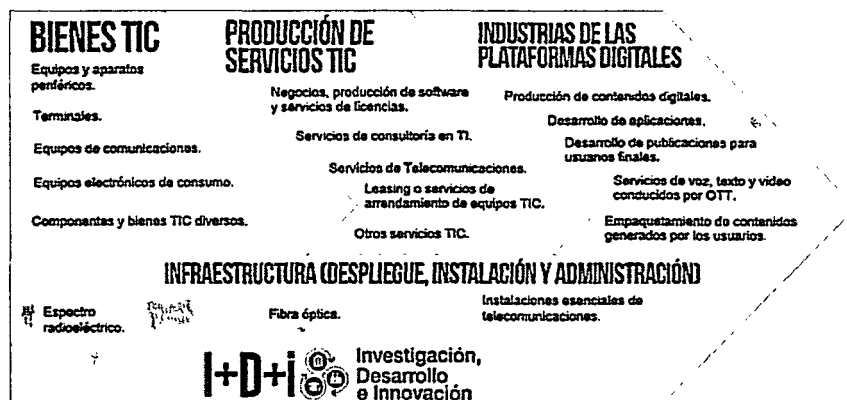 BIENES TIC
Equipos y aparatos
periféricos.
Terminales.
Equipos de comunicaciones.
Equipos electrónicos de consumo.
Componentes y bienes TIC diversos.
PRODUCCIÓN DE
SERVICIOS TIC
Negocios, producción de software
y servicios de licencias.
Servicios de consultoría en TI.
Servicios de Telecomunicaciones.
Leasing o servicios de
arrendamiento de equipos TIC.
Otros servicios TIC.
INDUSTRIAS DE LAS
PLATAFORMAS DIGITALES
Producción de contenidos digitales.
Desarrollo de aplicaciones.
Desarrollo de publicaciones para
usuarios finales.
Servicios de voz, texto y video
conducidos por OTT.
Empaquetamiento de contenidos
generados por los usuarios.
INFRAESTRUCTURA (DESPLIEGUE, INSTALACIÓN Y ADMINISTRACIÓN)
Espectro
radioeléctrico.
Fibra óptica.
Instalaciones esenciales de
telecomunicaciones.
I+D+i
Investigación,
Desarrollo
e Innovación